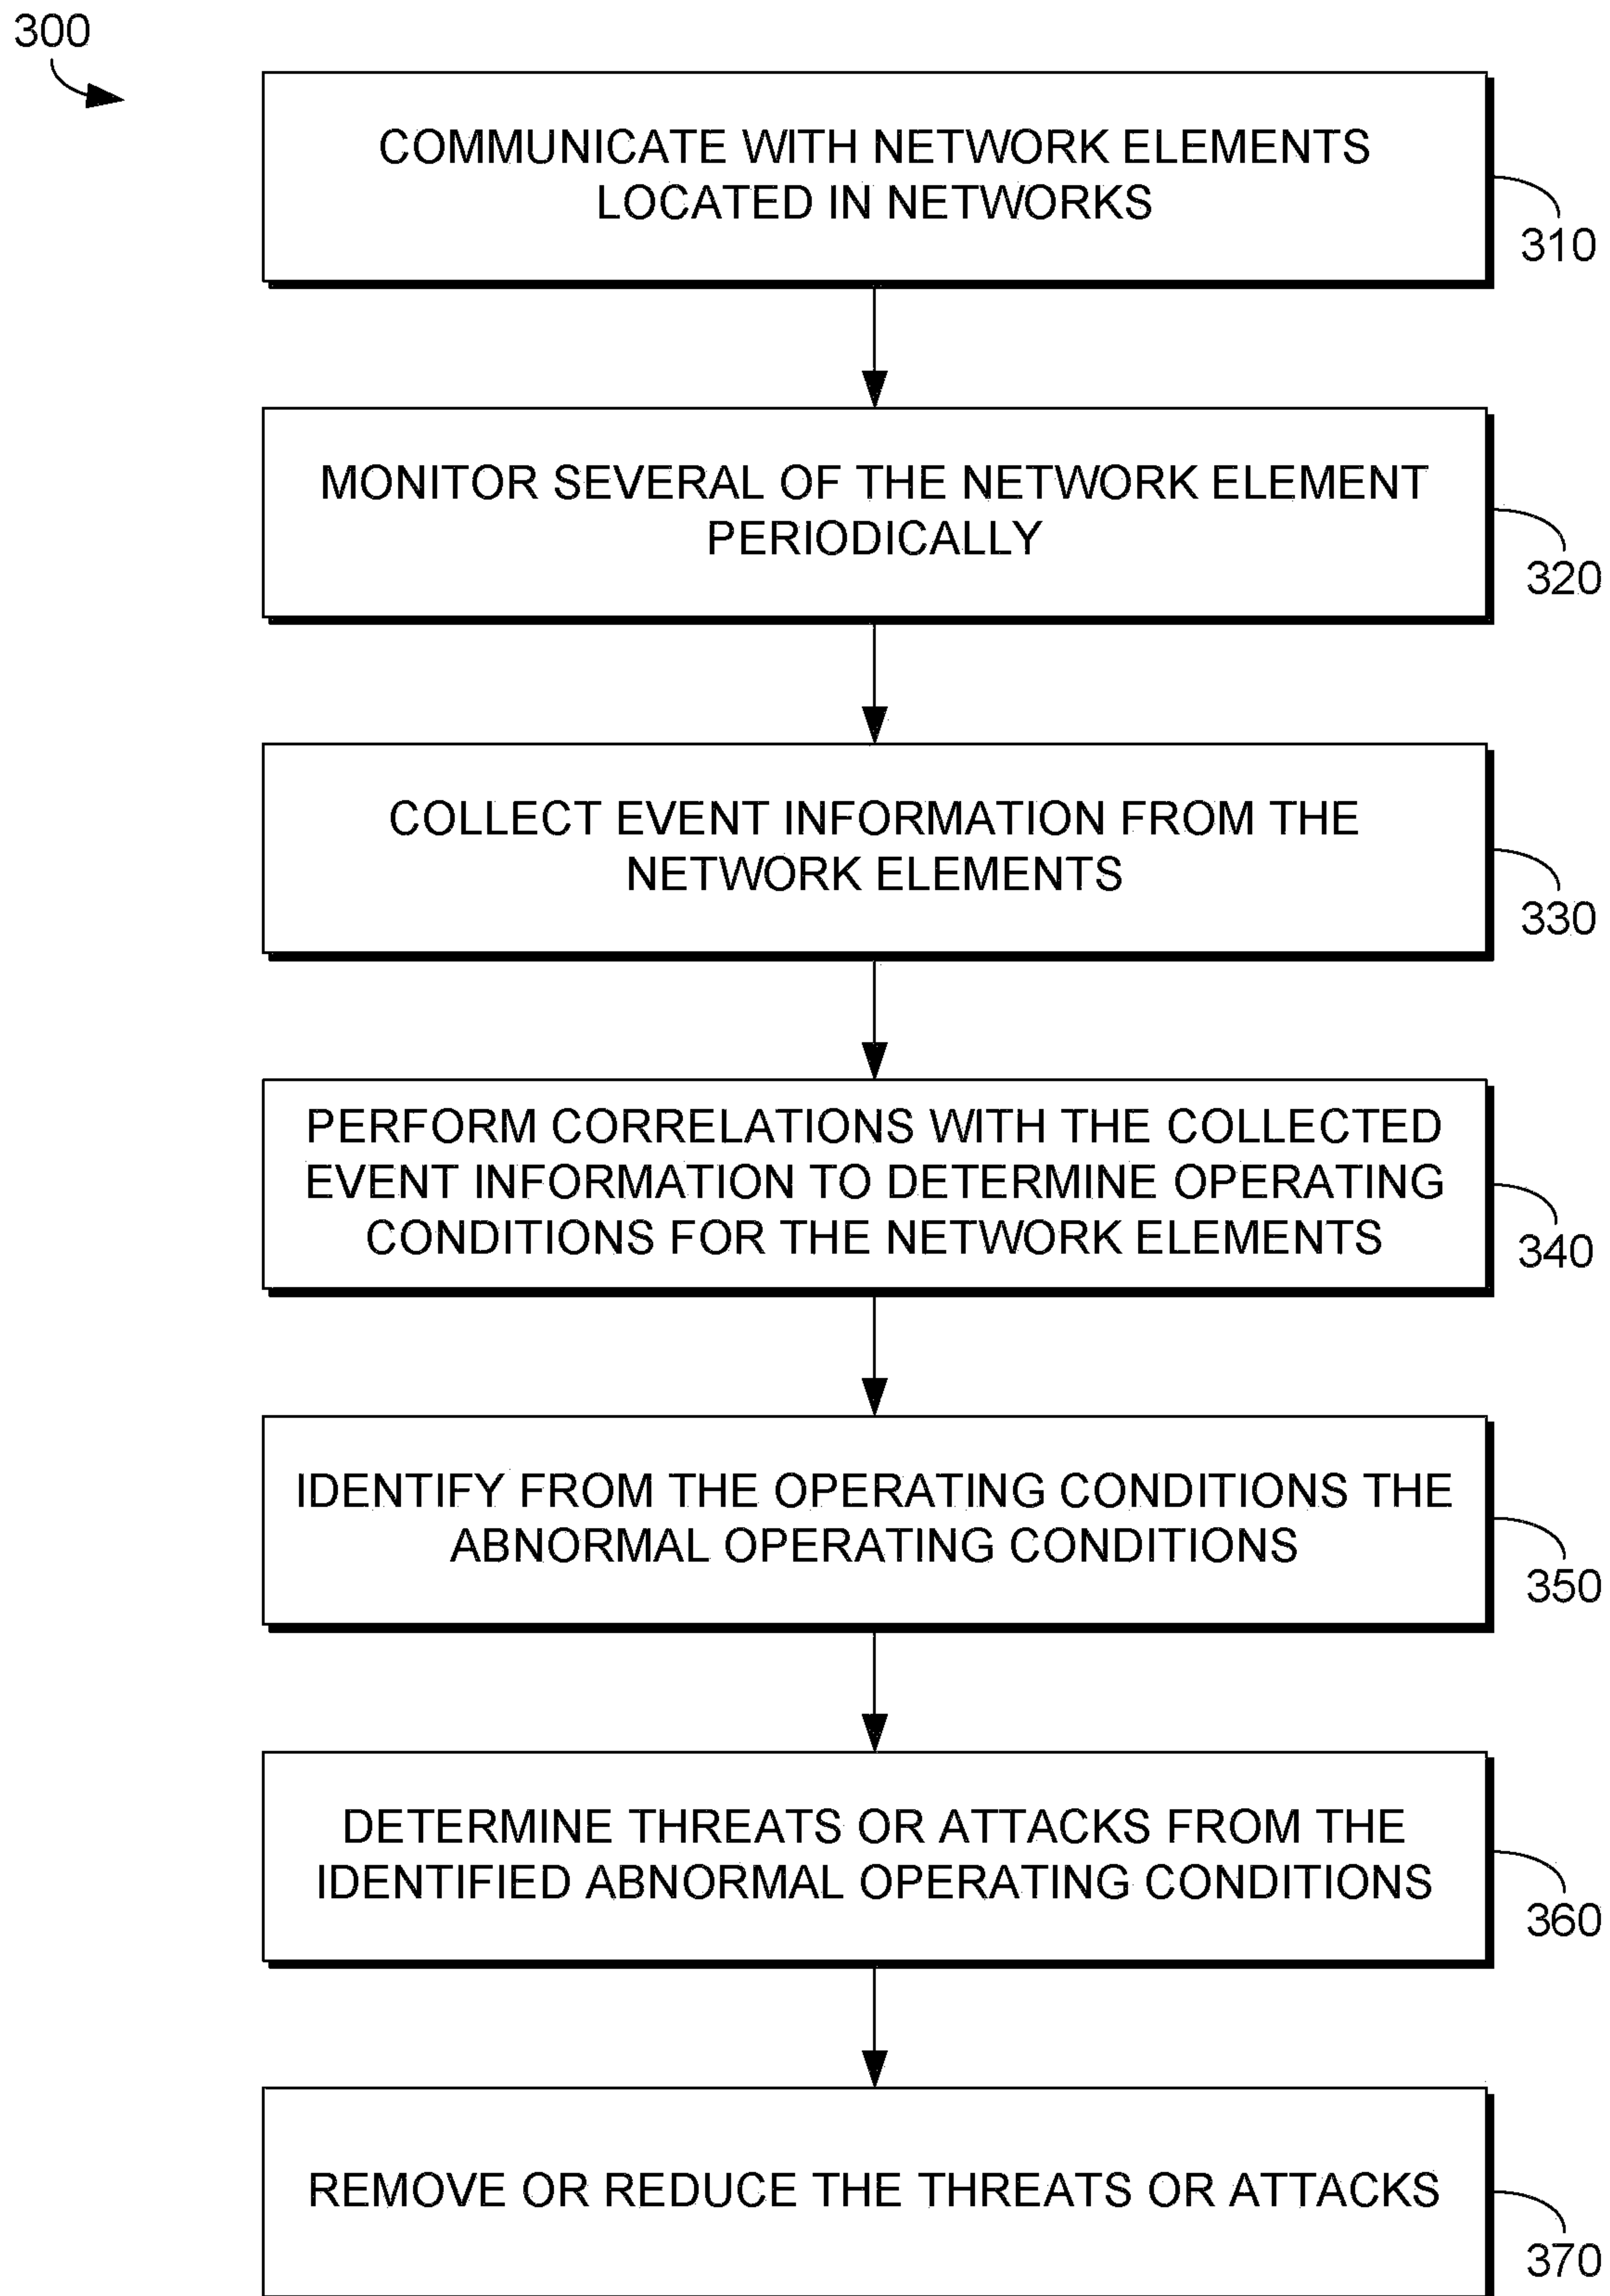 300
COMMUNICATE WITH NETWORK ELEMENTS
LOCATED IN NETWORKS
310
MONITOR SEVERAL OF THE NETWORK ELEMENT
PERIODICALLY
320
COLLECT EVENT INFORMATION FROM THE
NETWORK ELEMENTS
330
PERFORM CORRELATIONS WITH THE COLLECTED
EVENT INFORMATION TO DETERMINE OPERATING
CONDITIONS FOR THE NETWORK ELEMENTS
340
IDENTIFY FROM THE OPERATING CONDITIONS THE
ABNORMAL OPERATING CONDITIONS
350
DETERMINE THREATS OR ATTACKS FROM THE
IDENTIFIED ABNORMAL OPERATING CONDITIONS
360
REMOVE OR REDUCE THE THREATS OR ATTACKS
370